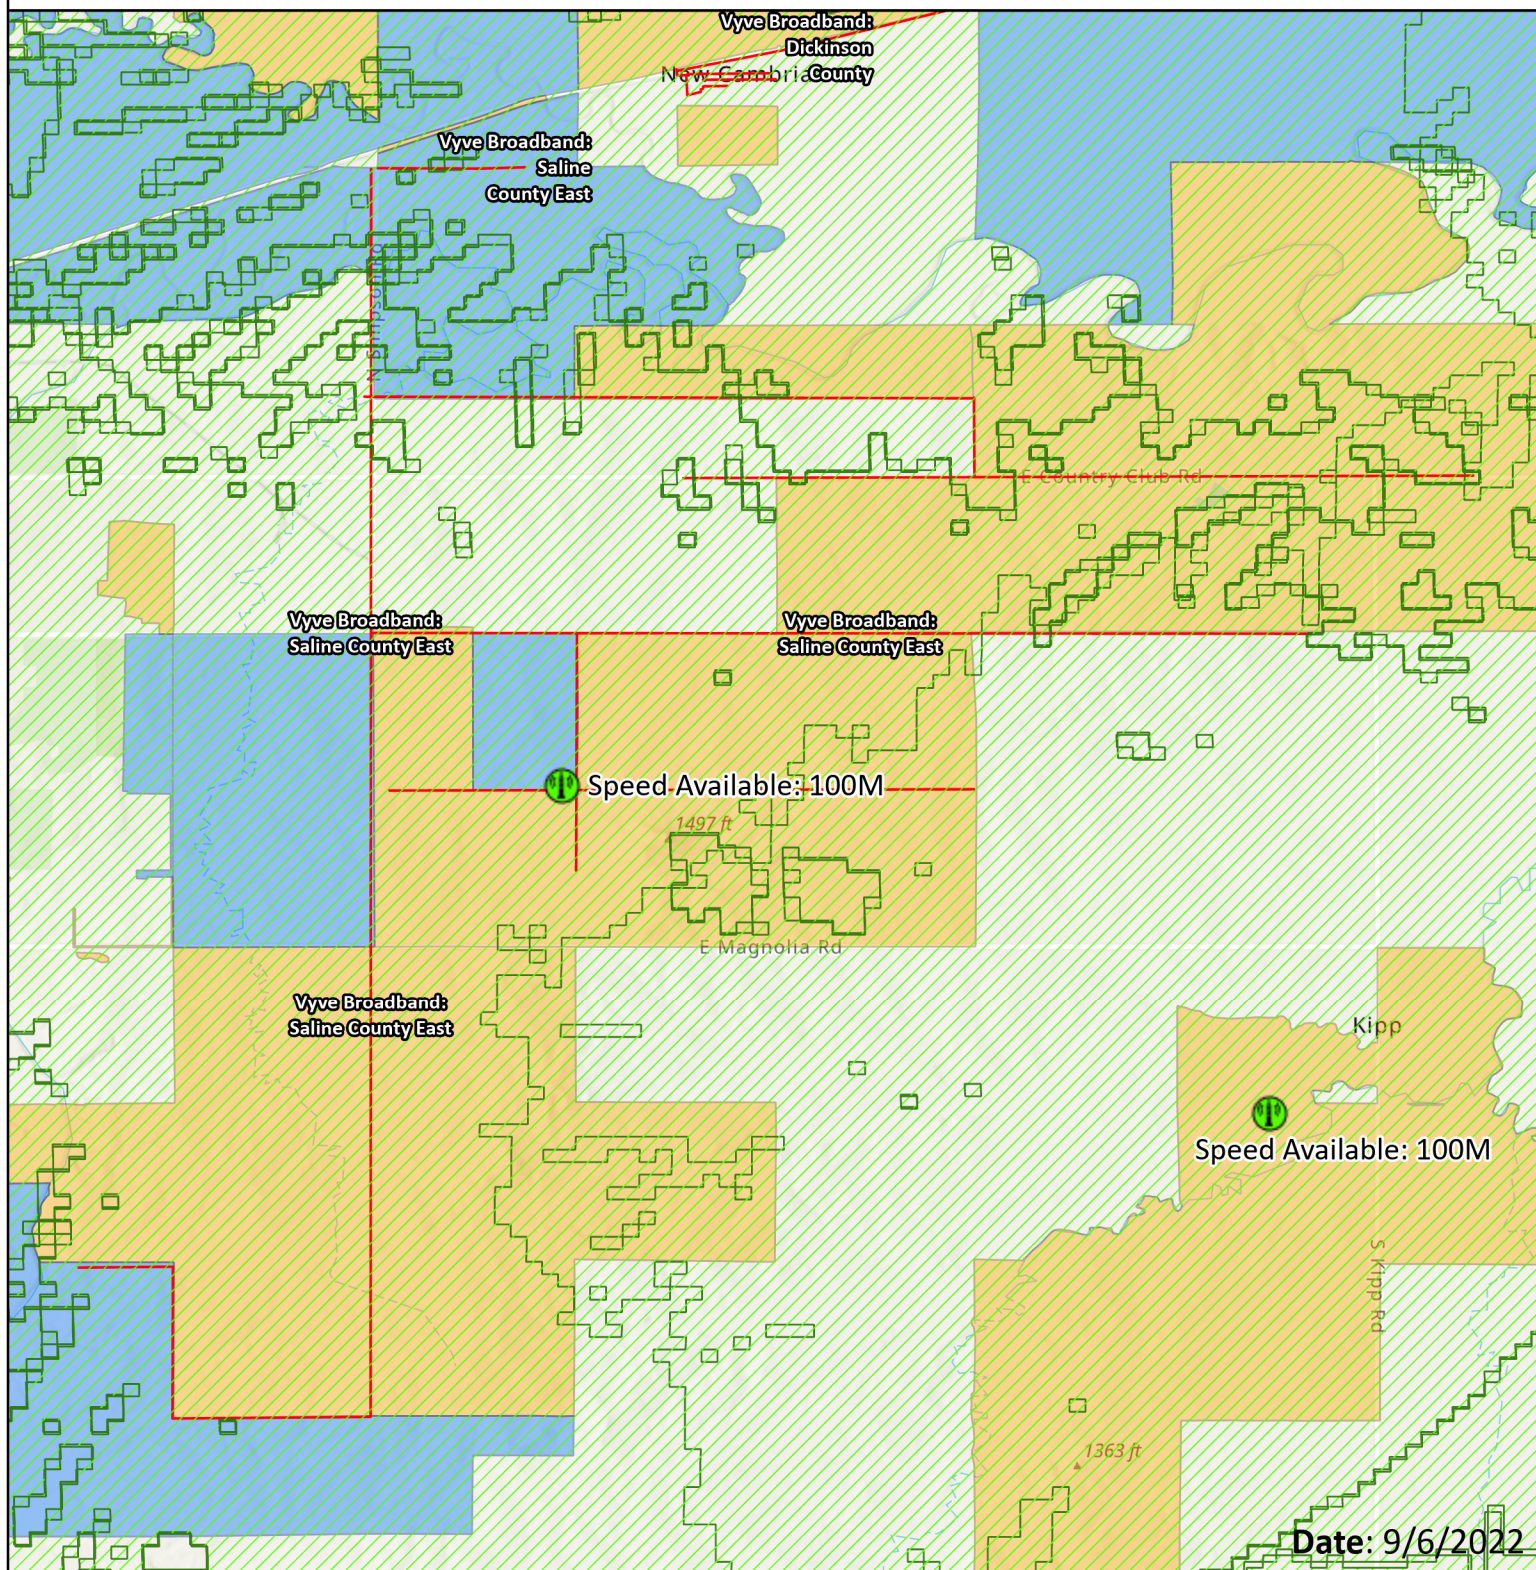 Vyve Broadband:
Dickinson
County
New Cambria
Vyve Broadband:
Saline
County East
E Country Club Rd
Vyve Broadband:
Saline County East
Vyve Broadband:
Saline County East
Speed Available: 100M
1497 ft
E Magnolia Rd
Vyve Broadband:
Saline County East
Kipp
Speed Available: 100M
S Kipp Rd
1363 ft
Date: 9/6/2022